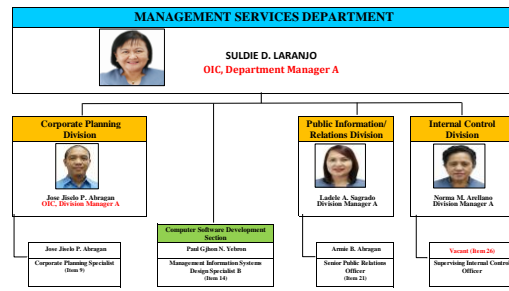 MANAGEMENT SERVICES DEPARTMENT
SULDIE D. LARANJO
OIC, Department Manager A
Corporate Planning
Division
Jose Jiselo P. Abragan
OIC, Division Manager A
Public Information/
Relations Division
Ladele A. Sagrado
Division Manager A
Internal Control
Division
Norma M. Arellano
Division Manager A
Jose Jiselo P. Abragan
Corporate Planning Specialist
(Item 9)
Computer Software Development
Section
Paul Gjhon N. Yebron
Management Information Systems
Design Specialist B
(Item 14)
Armie B. Abragan
Senior Public Relations
Officer
(Item 21)
Vacant (Item 26)
Supervising Internal Control
Officer